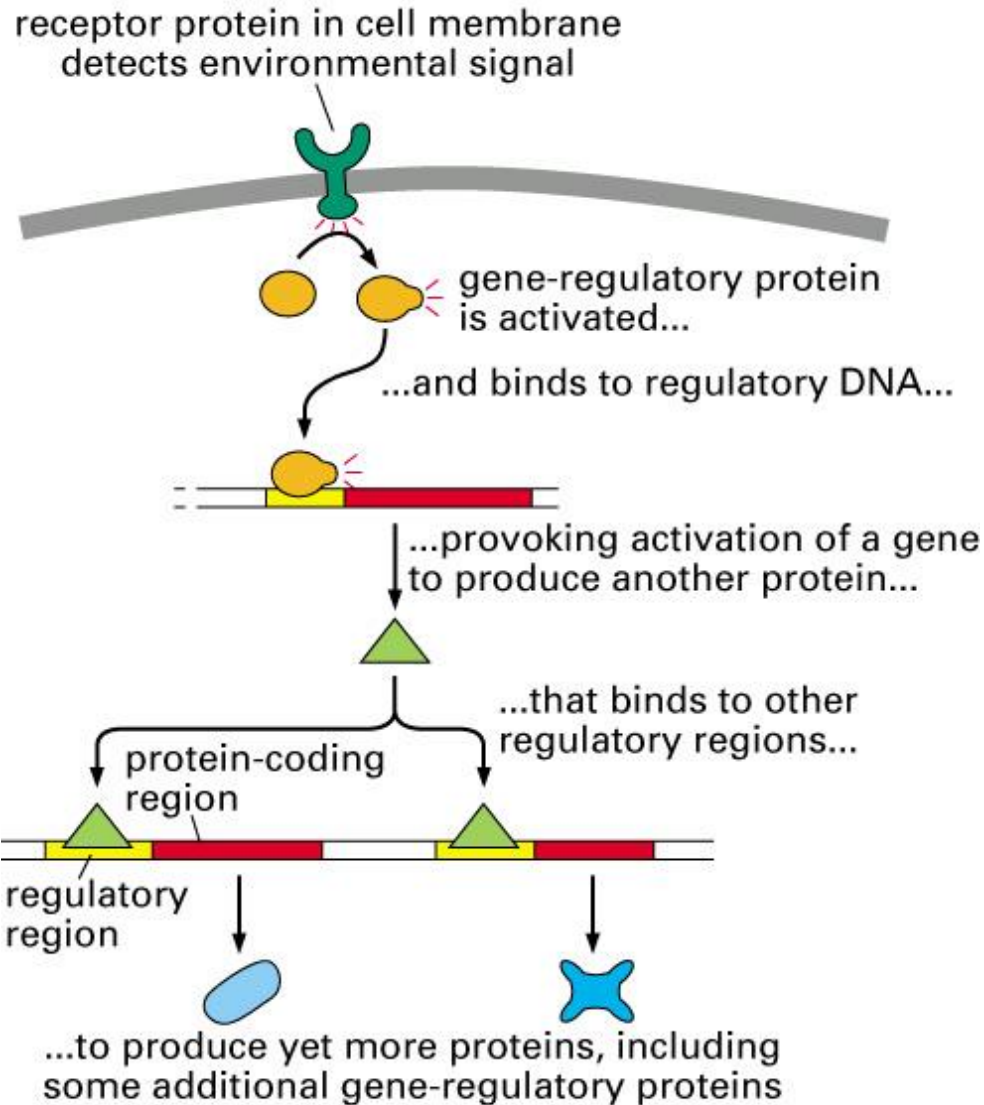 receptor protein in cell membrane
detects environmental signal
gene-regulatory protein
is activated...
...and binds to regulatory DNA...
...provoking activation of a gene
to produce another protein...
...that binds to other
regulatory regions...
protein-coding
region
regulatory
region
...to produce yet more proteins, including
some additional gene-regulatory proteins